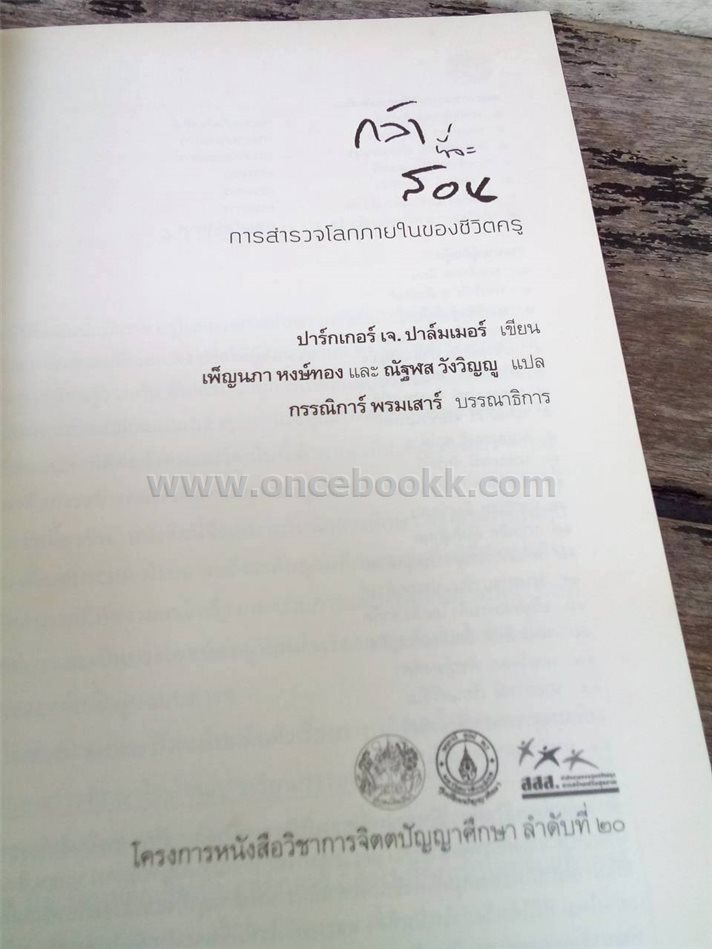 กล้า
ที่จะ
สอน
การสำรวจโลกภายในของชีวิตครู
ปาร์กเกอร์ เจ. ปาล์มเมอร์ เขียน
เพ็ญนภา หงษ์ทอง และ ณัฐฬส วังวิญญู แปล
กรรณิการ์ พรมเสาร์ บรรณาธิการ
www.oncebookk.com
สสส.
โครงการหนังสือวิชาการจิตตปัญญาศึกษา ลำดับที่ ๒๐